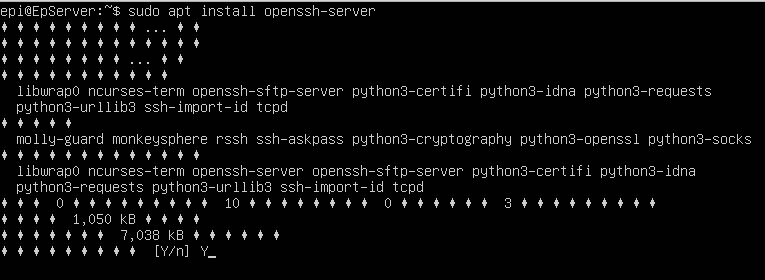 epi@EpServer:~$ sudo apt install openssh-server
♦ ♦ ♦ ♦ ♦ ♦ ♦ ♦ ♦ ... ♦ ♦
♦ ♦ ♦ ♦ ♦ ♦ ♦ ♦ ♦ ♦ ♦ ♦ ♦
♦ ♦ ♦ ♦ ♦ ♦ ♦ ♦ ... ♦ ♦
♦ ♦ ♦ ♦ ♦ ♦ ♦ ♦ ♦ ♦ ♦
libwrap0 ncurses-term openssh-sftp-server python3-certifi python3-idna python3-requests
python3-urllib3 ssh-import-id tcpd
♦ ♦ ♦ ♦ ♦
molly-guard monkeysphere rssh ssh-askpass python3-cryptography python3-openssl python3-socks
♦ ♦ ♦ ♦ ♦ ♦ ♦ ♦ ♦ ♦ ♦ ♦ ♦
libwrap0 ncurses-term openssh-server openssh-sftp-server python3-certifi python3-idna
python3-requests python3-urllib3 ssh-import-id tcpd
♦ ♦ ♦ 0 ♦ ♦ ♦ ♦ ♦ ♦ ♦ ♦ ♦ 10 ♦ ♦ ♦ ♦ ♦ ♦ ♦ ♦ 0 ♦ ♦ ♦ ♦ ♦ ♦ 3 ♦ ♦ ♦ ♦ ♦ ♦ ♦ ♦ ♦
♦ ♦ ♦ ♦ 1,050 kB ♦ ♦ ♦ ♦
♦ ♦ ♦ ♦ ♦ ♦ ♦ 7,038 kB ♦ ♦ ♦ ♦ ♦ ♦
♦ ♦ ♦ ♦ ♦ ♦ ♦ ♦ ♦ [Y/n] Y_